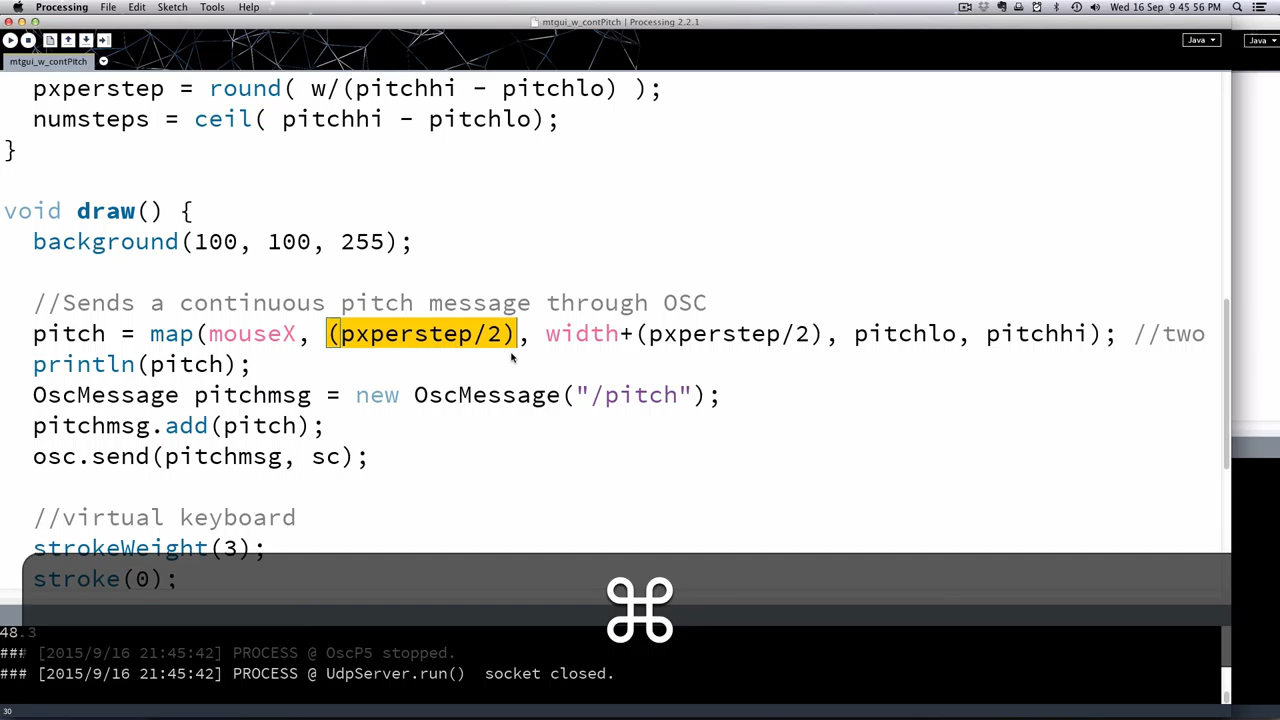 Processing File Edit Sketch Tools Help Wed 16 Sep 9:45:56 PM
mtgui_w_contPitch | Processing 2.2.1
Java Java
mtgui_w_contPitch
pxperstep = round( w/(pitchhi - pitchlo) );
numsteps = ceil( pitchhi - pitchlo);
}
void draw() {
background(100, 100, 255);
//Sends a continuous pitch message through OSC
pitch = map(mouseX, (pxperstep/2), width+(pxperstep/2), pitchlo, pitchhi); //two
println(pitch);
OscMessage pitchmsg = new OscMessage("/pitch");
pitchmsg.add(pitch);
osc.send(pitchmsg, sc);
//virtual keyboard
strokeWeight(3);
stroke(0);
⌘
48.3
### [2015/9/16 21:45:42] PROCESS @ OscP5 stopped.
### [2015/9/16 21:45:42] PROCESS @ UdpServer.run() socket closed.
30